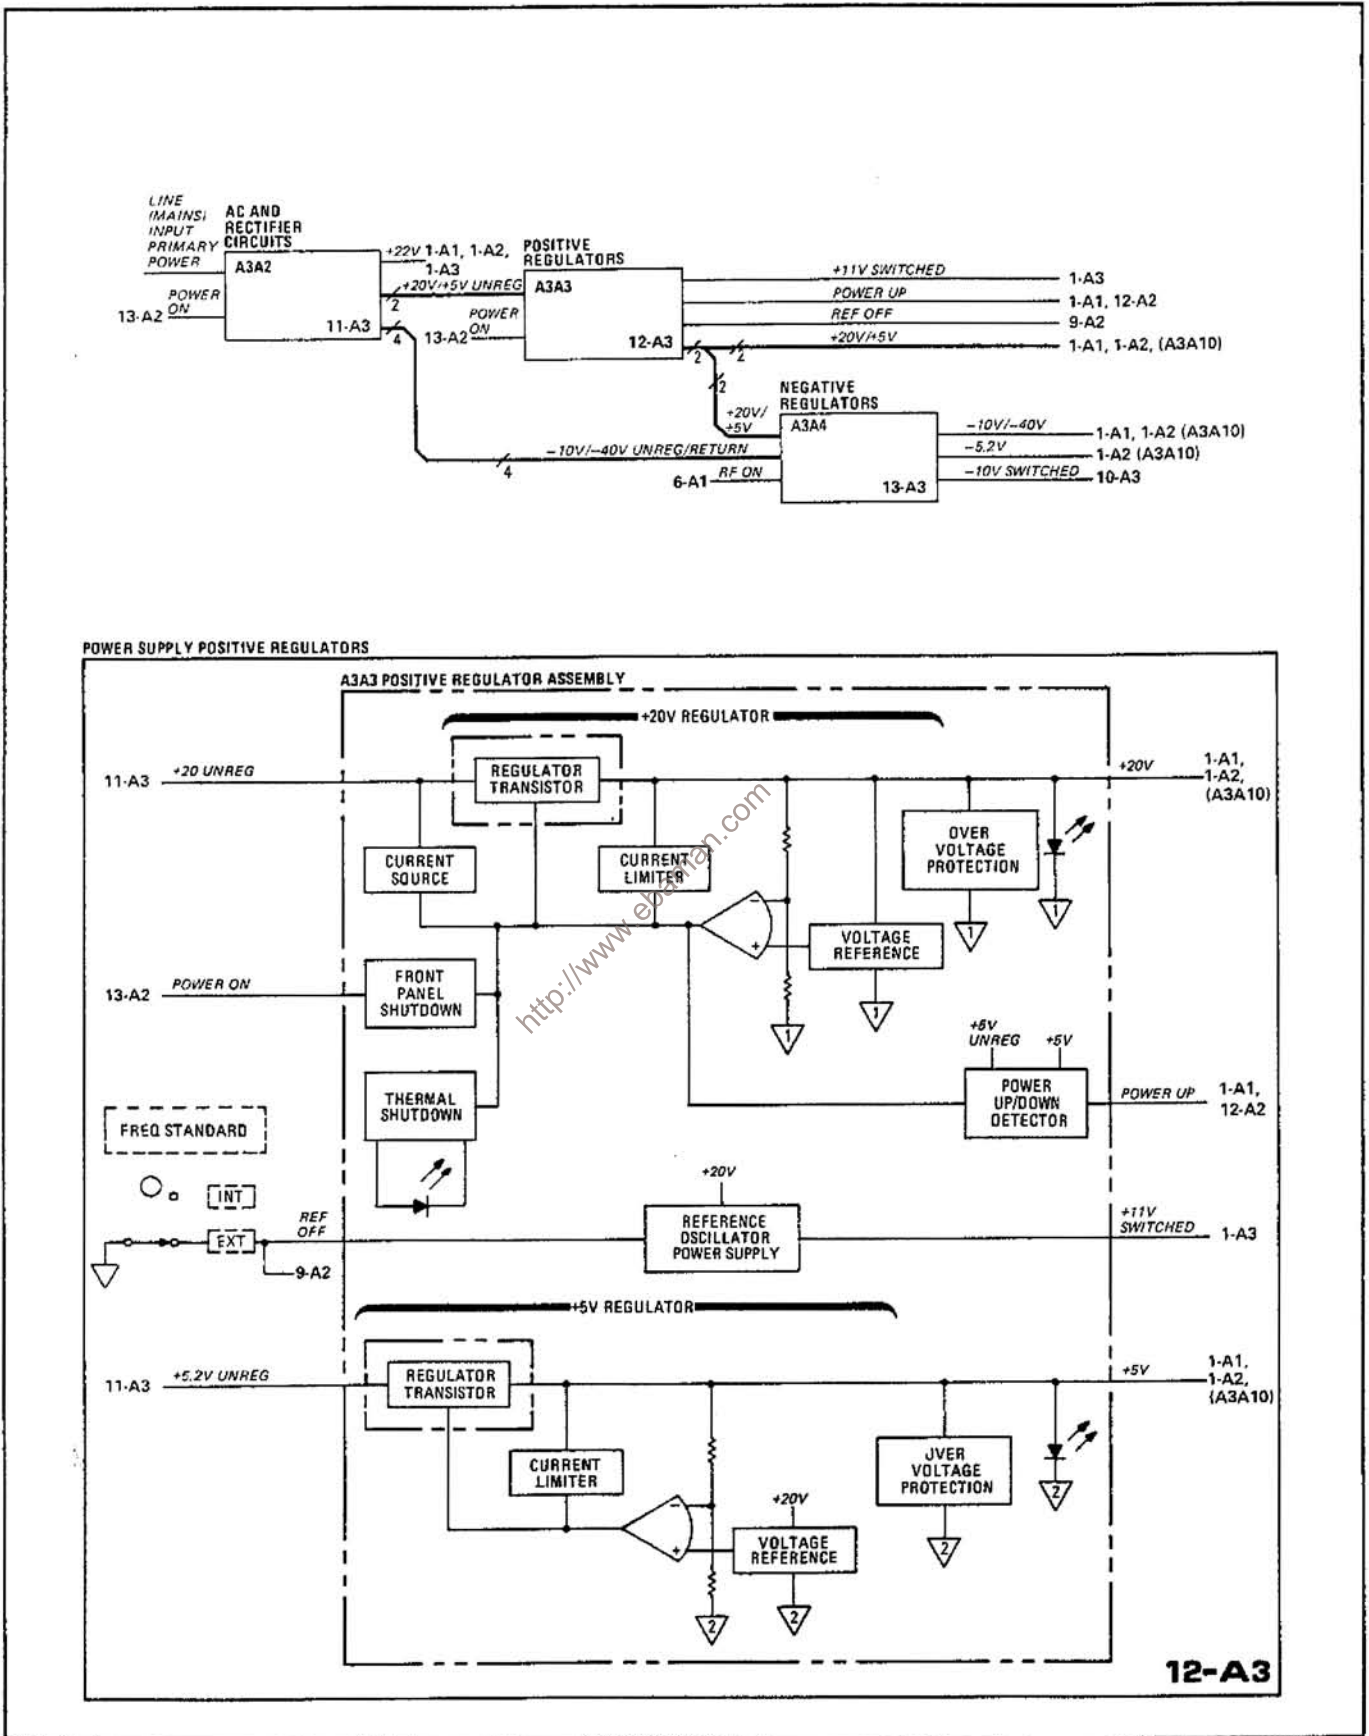 LINE
(MAINS)
INPUT
PRIMARY
POWER
AC AND
RECTIFIER
CIRCUITS
A3A2
11-A3
POWER
ON
13-A2
+22V 1-A1, 1-A2,
1-A3
+20V/+5V UNREG
2
4
POSITIVE
REGULATORS
A3A3
12-A3
POWER
ON
13-A2
+11V SWITCHED
1-A3
POWER UP
1-A1, 12-A2
REF OFF
9-A2
+20V/+5V
1-A1, 1-A2, (A3A10)
2
2
2
NEGATIVE
REGULATORS
A3A4
13-A3
+20V/
+5V
-10V/-40V UNREG/RETURN
4
6-A1 RF ON
-10V/-40V
1-A1, 1-A2 (A3A10)
-5.2V
1-A2 (A3A10)
-10V SWITCHED
10-A3
POWER SUPPLY POSITIVE REGULATORS
A3A3 POSITIVE REGULATOR ASSEMBLY
+20V REGULATOR
11-A3
+20 UNREG
REGULATOR
TRANSISTOR
+20V
1-A1,
1-A2,
(A3A10)
CURRENT
SOURCE
CURRENT
LIMITER
OVER
VOLTAGE
PROTECTION
-
+
VOLTAGE
REFERENCE
1
1
1
1
13-A2
POWER ON
FRONT
PANEL
SHUTDOWN
THERMAL
SHUTDOWN
+5V
UNREG
+5V
POWER
UP/DOWN
DETECTOR
POWER UP
1-A1,
12-A2
FREQ STANDARD
INT
EXT
REF
OFF
9-A2
+20V
REFERENCE
OSCILLATOR
POWER SUPPLY
+11V
SWITCHED
1-A3
+5V REGULATOR
11-A3
+5.2V UNREG
REGULATOR
TRANSISTOR
+5V
1-A1,
1-A2,
(A3A10)
CURRENT
LIMITER
-
+
+20V
VOLTAGE
REFERENCE
OVER
VOLTAGE
PROTECTION
2
2
2
2
12-A3
http://www.ebaman.com